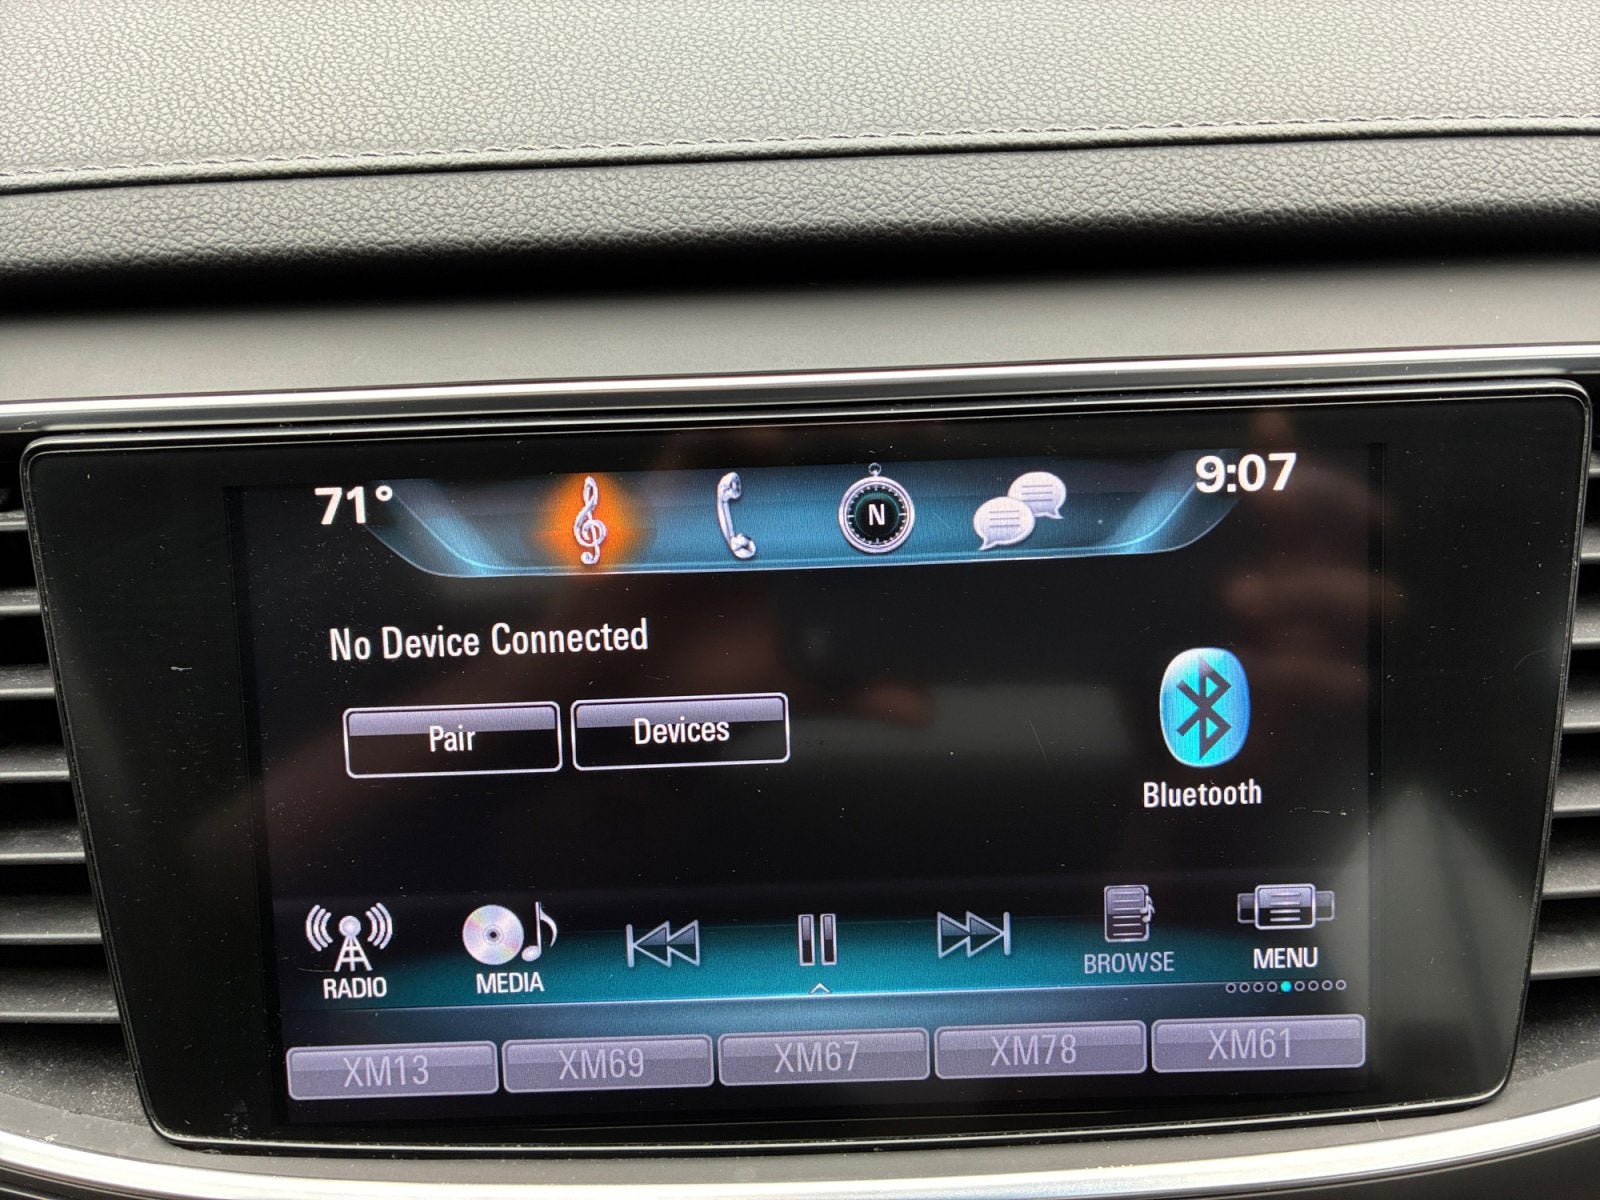 71°
N
9:07
No Device Connected
Pair
Devices
Bluetooth
RADIO
MEDIA
BROWSE
MENU
XM13
XM69
XM67
XM78
XM61